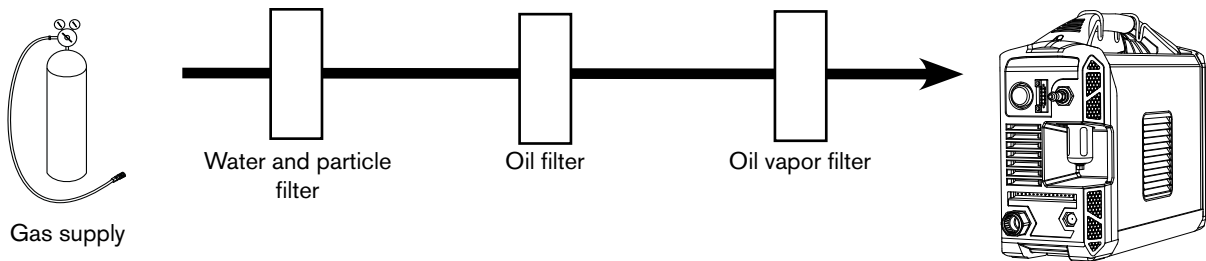 Water and particle
filter
Oil filter
Oil vapor filter
Gas supply